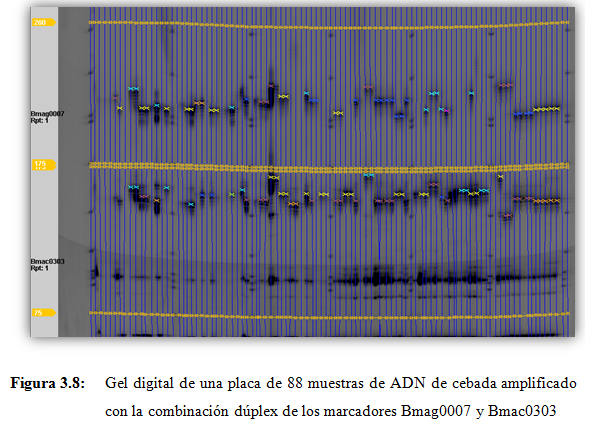 260
Bmag0007
Rpt: 1
175
Bmac0303
Rpt: 1
75
Figura 3.8: Gel digital de una placa de 88 muestras de ADN de cebada amplificado
con la combinación dúplex de los marcadores Bmag0007 y Bmac0303